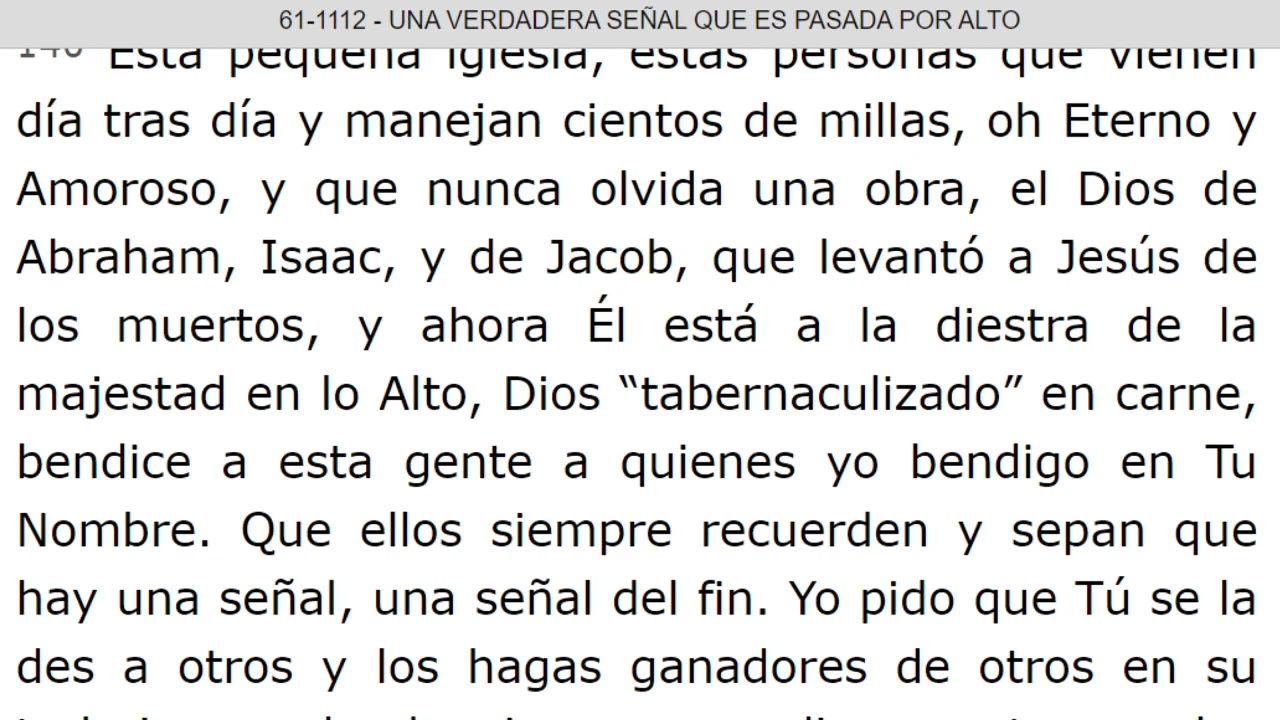 61-1112 - UNA VERDADERA SEÑAL QUE ES PASADA POR ALTO
Esta pequeña iglesia, estas personas que vienen
día tras día y manejan cientos de millas, oh Eterno y
Amoroso, y que nunca olvida una obra, el Dios de
Abraham, Isaac, y de Jacob, que levantó a Jesús de
los muertos, y ahora Él está a la diestra de la
majestad en lo Alto, Dios “tabernaculizado” en carne,
bendice a esta gente a quienes yo bendigo en Tu
Nombre. Que ellos siempre recuerden y sepan que
hay una señal, una señal del fin. Yo pido que Tú se la
des a otros y los hagas ganadores de otros en su